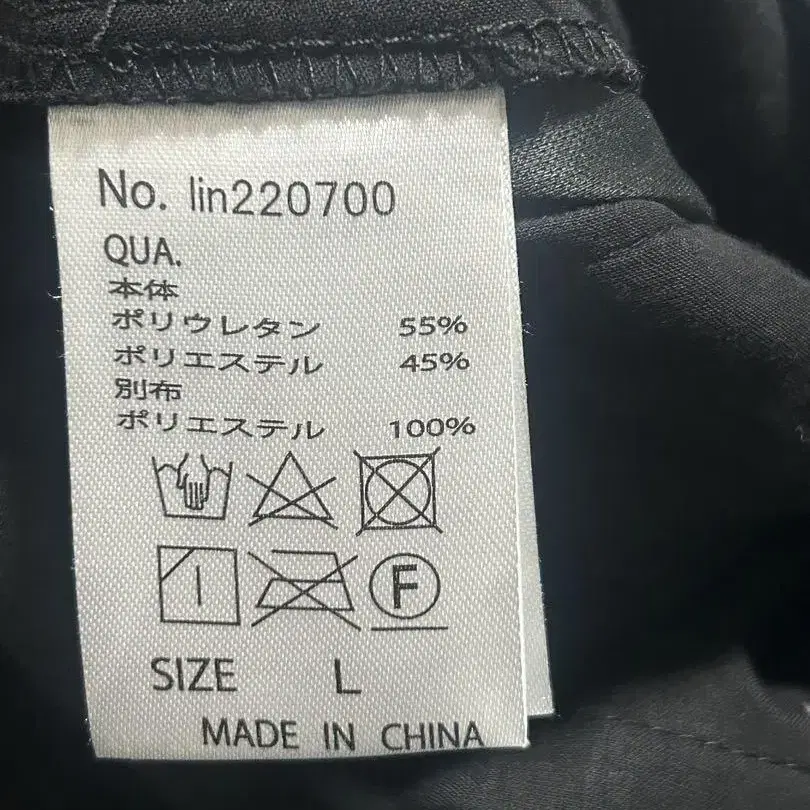 No. lin220700
QUA.
本体
ポリウレタン 55%
ポリエステル 45%
別布
ポリエステル 100%
F
SIZE L
MADE IN CHINA